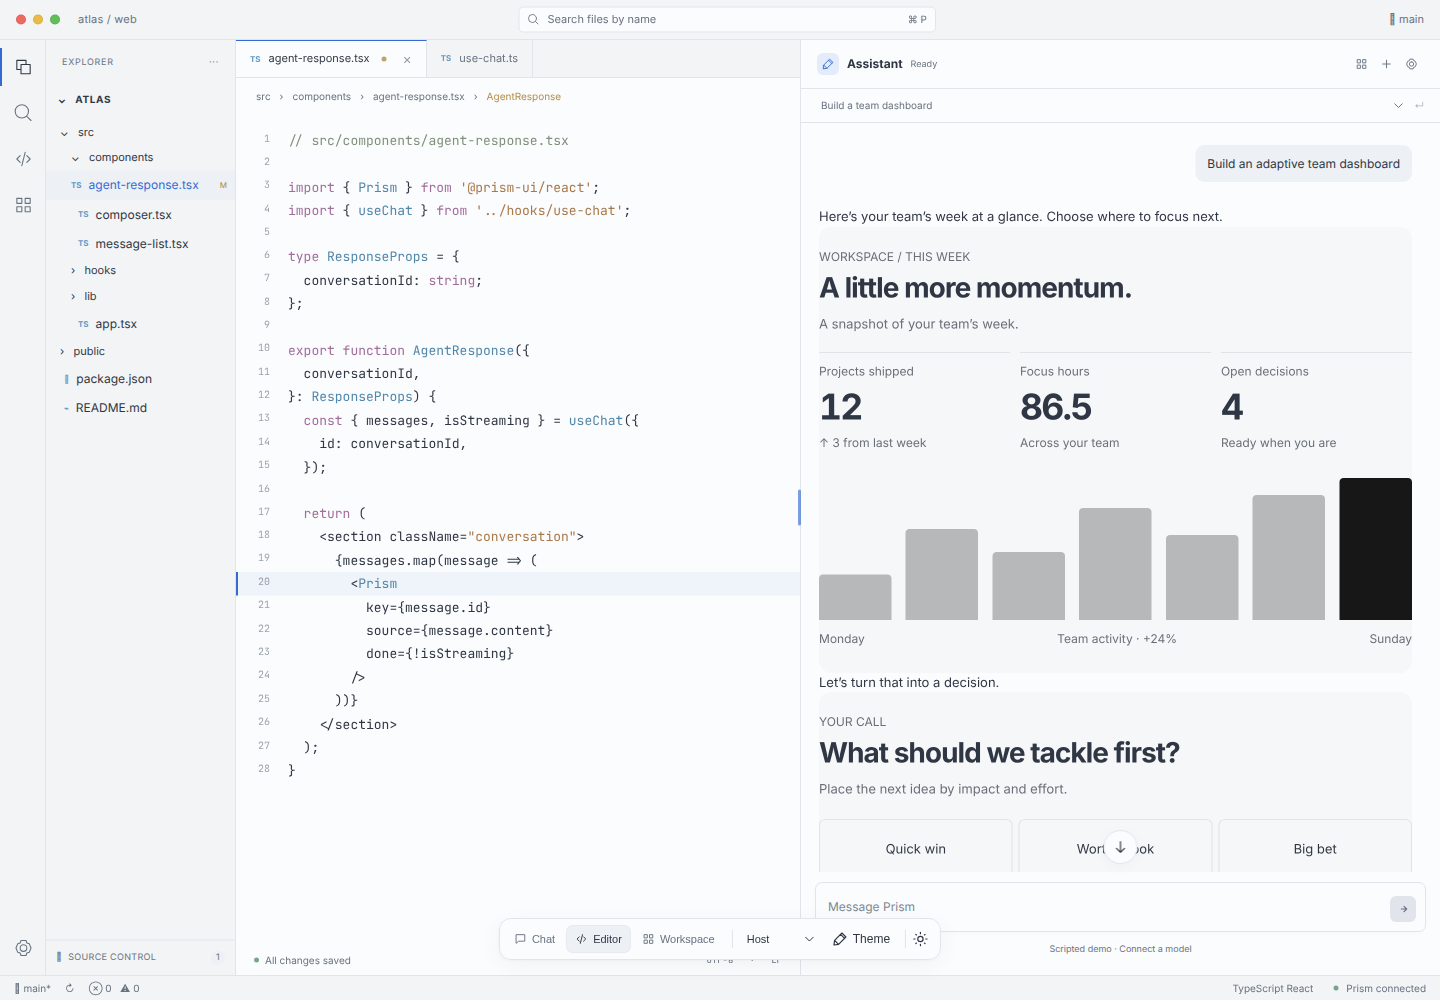 atlas / web
Search files by name
⌘ P
main
EXPLORER
···
ATLAS
src
components
TS agent-response.tsx M
TS composer.tsx
TS message-list.tsx
hooks
lib
TS app.tsx
public
package.json
README.md
SOURCE CONTROL 1
TS agent-response.tsx ×
TS use-chat.ts
src › components › agent-response.tsx › AgentResponse
1 // src/components/agent-response.tsx
2
3 import { Prism } from '@prism-ui/react';
4 import { useChat } from '../hooks/use-chat';
5
6 type ResponseProps = {
7 conversationId: string;
8 };
9
10 export function AgentResponse({
11 conversationId,
12 }: ResponseProps) {
13 const { messages, isStreaming } = useChat({
14 id: conversationId,
15 });
16
17 return (
18 <section className="conversation">
19 {messages.map(message => (
20 <Prism
21 key={message.id}
22 source={message.content}
23 done={!isStreaming}
24 />
25 ))}
26 </section>
27 );
28 }
All changes saved
Assistant Ready
Build a team dashboard
Build an adaptive team dashboard
Here's your team's week at a glance. Choose where to focus next.
WORKSPACE / THIS WEEK
A little more momentum.
A snapshot of your team's week.
Projects shipped
12
↑ 3 from last week
Focus hours
86.5
Across your team
Open decisions
4
Ready when you are
Monday
Team activity · +24%
Sunday
Let's turn that into a decision.
YOUR CALL
What should we tackle first?
Place the next idea by impact and effort.
Quick win
Big bet
Message Prism
Scripted demo · Connect a model
Chat
Editor
Workspace
Host
Theme
main*
0
0
TypeScript React
Prism connected